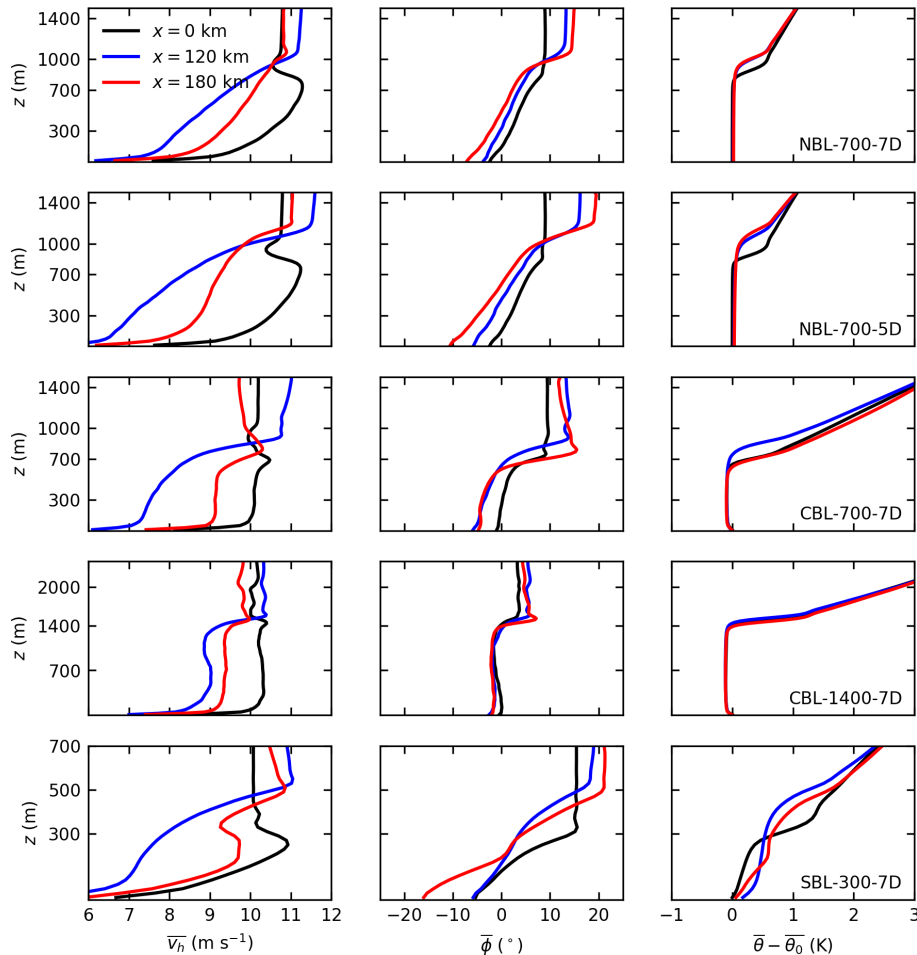 1400
1000
700
300
z (m)
x = 0 km
x = 120 km
x = 180 km
NBL-700-7D
1400
1000
700
300
z (m)
NBL-700-5D
1400
1000
700
300
z (m)
CBL-700-7D
2000
1400
700
z (m)
CBL-1400-7D
700
500
300
z (m)
SBL-300-7D
6 7 8 9 10 11 12
−20 −10 0 10 20
−1 0 1 2 3
v̅ₕ (m s⁻¹)
ϕ̅ (°)
θ̅ − θ̅₀ (K)